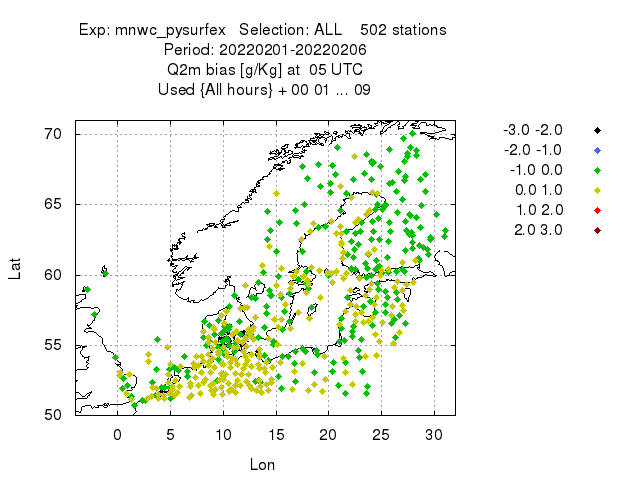 Exp: mnwc_pysurfex   Selection: ALL    502 stations
Period: 20220201-20220206
Q2m bias [g/Kg] at  05 UTC
Used {All hours} + 00 01 ... 09
70
65
60
55
50
0 5 10 15 20 25 30
Lat
Lon
-3.0 -2.0
-2.0 -1.0
-1.0 0.0
0.0 1.0
1.0 2.0
2.0 3.0